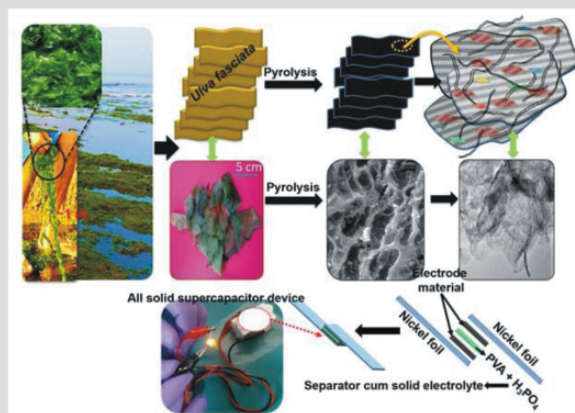 Ulva fasciata
Pyrolysis
5 cm
Pyrolysis
Electrode
material
All solid supercapacitor device
Nickel foil
Nickel foil
PVA + H₃PO₄
Separator cum solid electrolyte